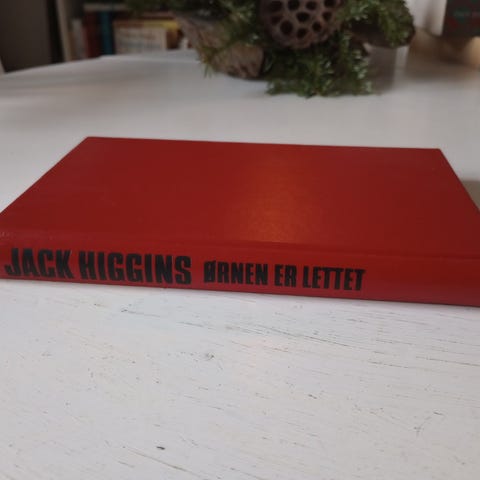 JACK HIGGINS ØRNEN ER LETTET